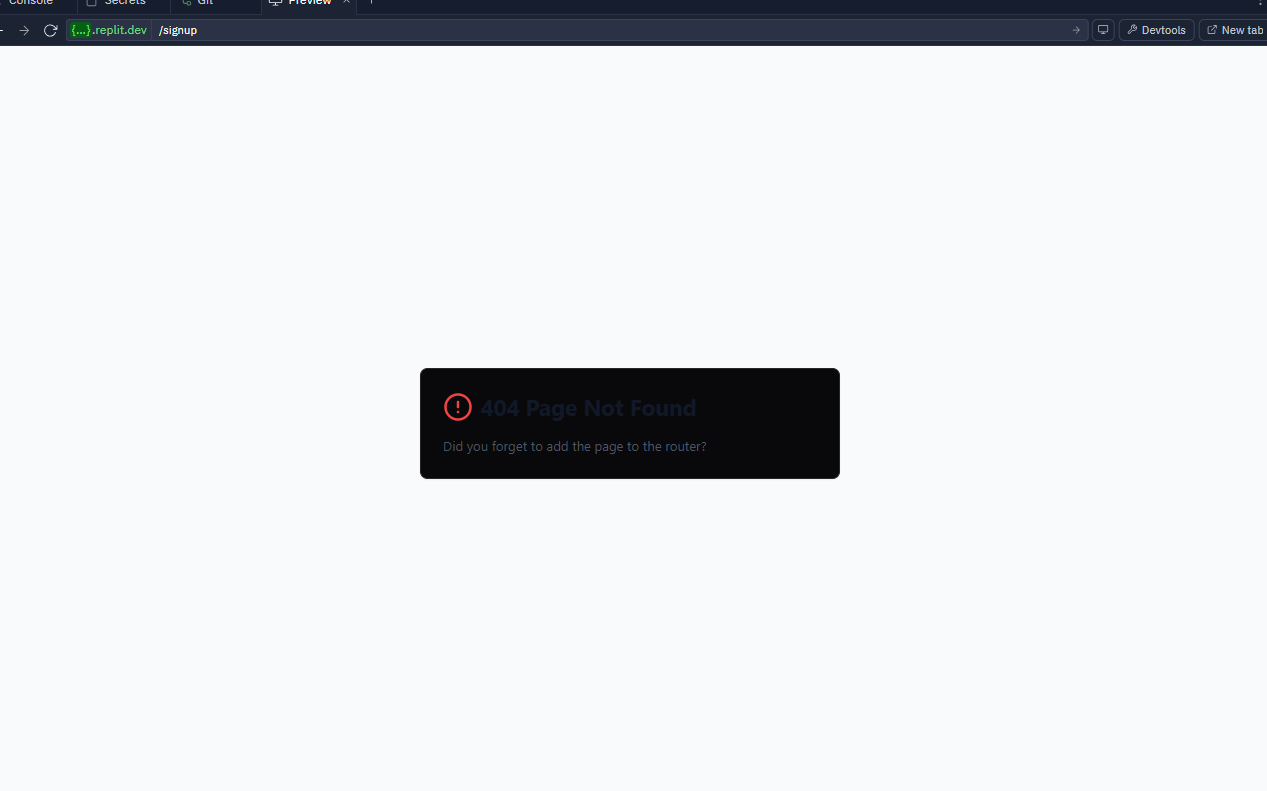 Console Secrets Git Preview
{...}.replit.dev /signup Devtools New tab
404 Page Not Found
Did you forget to add the page to the router?